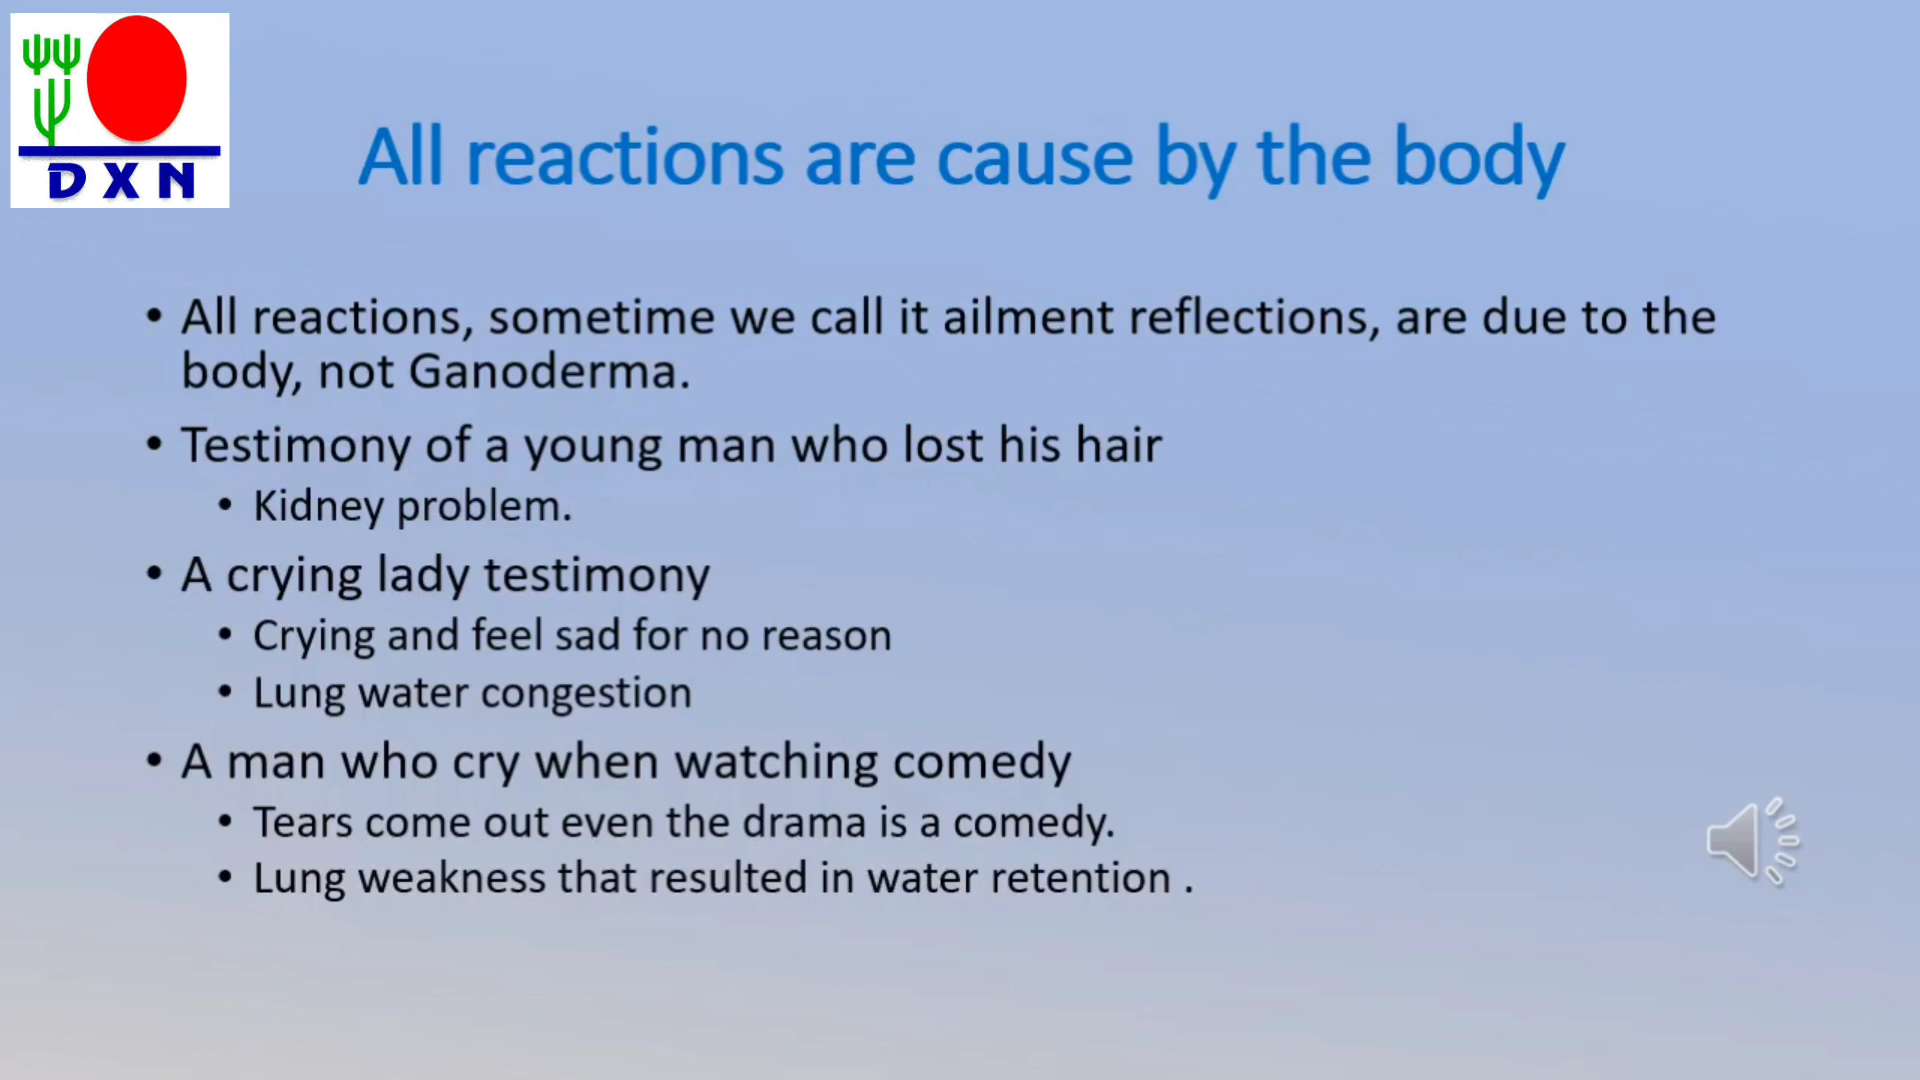 DXN
All reactions are cause by the body
• All reactions, sometime we call it ailment reflections, are due to the
body, not Ganoderma.
• Testimony of a young man who lost his hair
• Kidney problem.
• A crying lady testimony
• Crying and feel sad for no reason
• Lung water congestion
• A man who cry when watching comedy
• Tears come out even the drama is a comedy.
• Lung weakness that resulted in water retention .